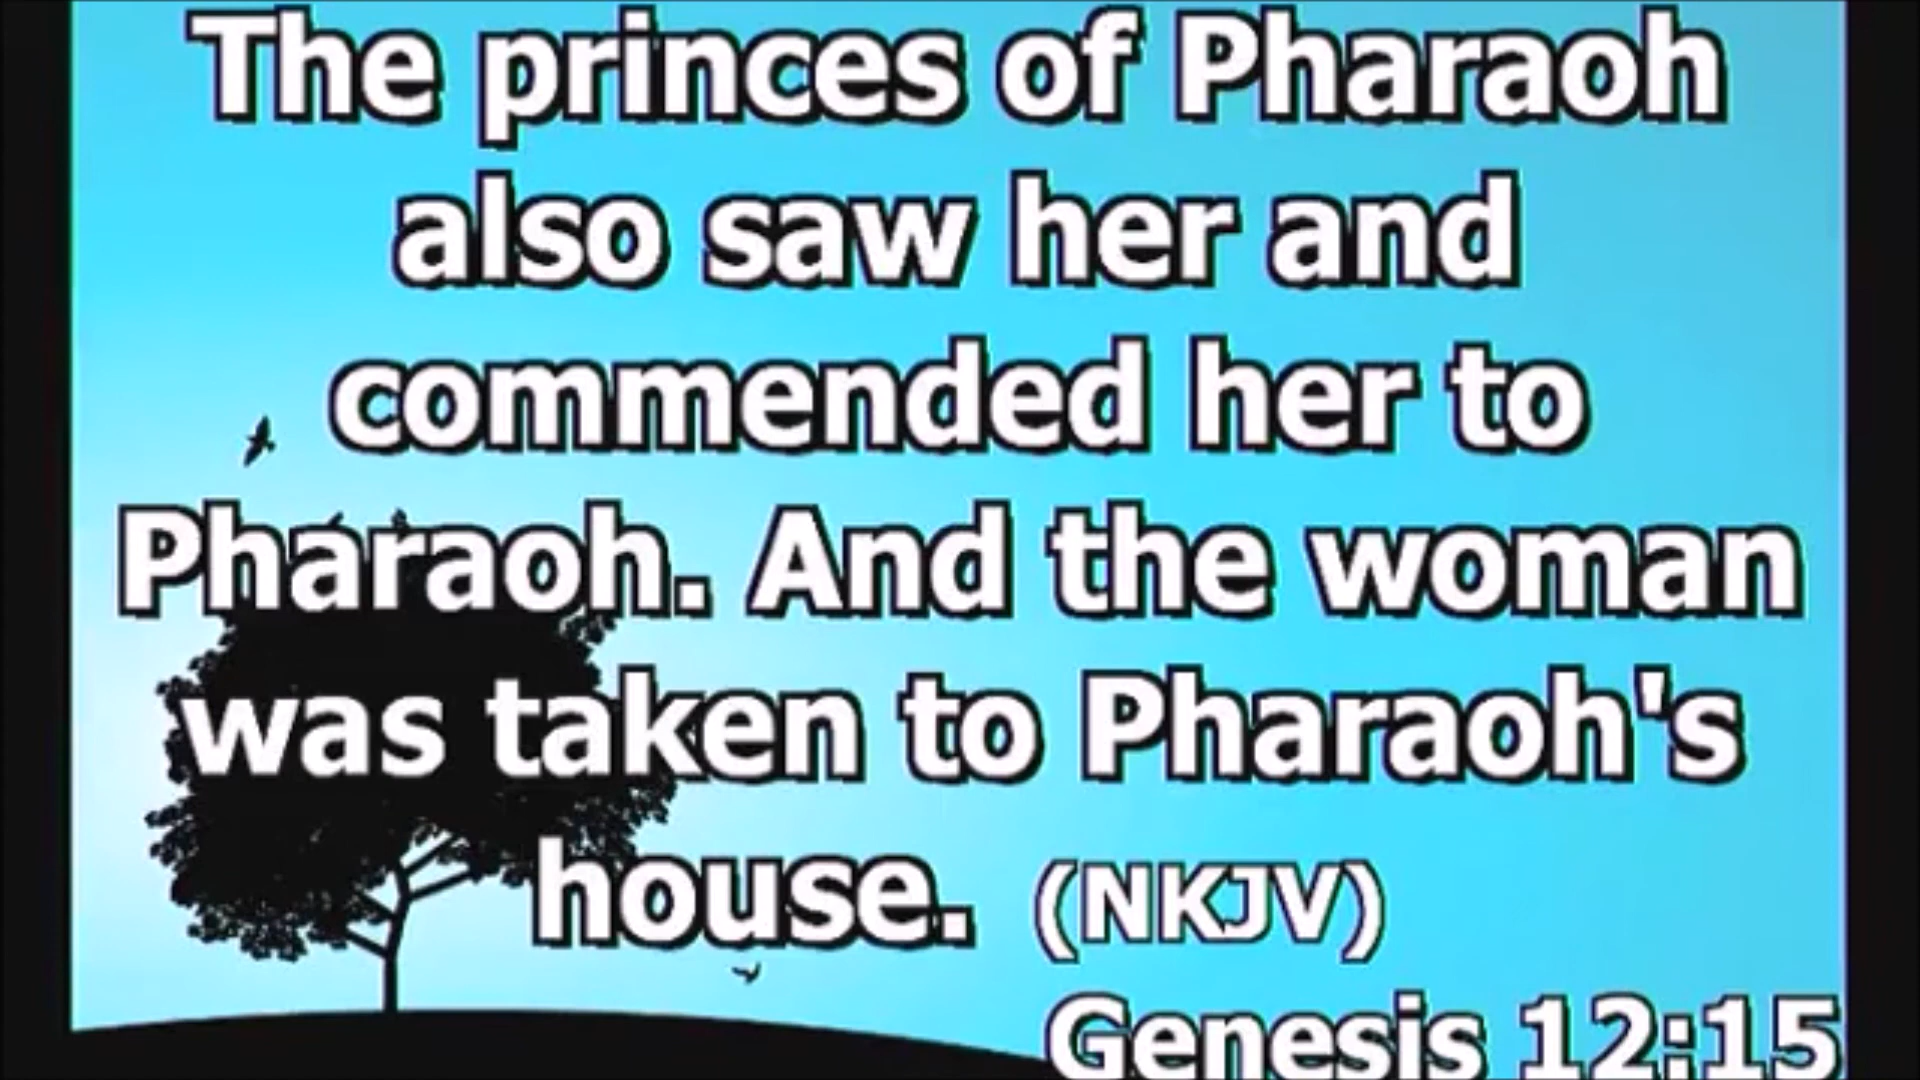 The princes of Pharaoh
also saw her and
commended her to
Pharaoh. And the woman
was taken to Pharaoh's
house. (NKJV)
Genesis 12:15